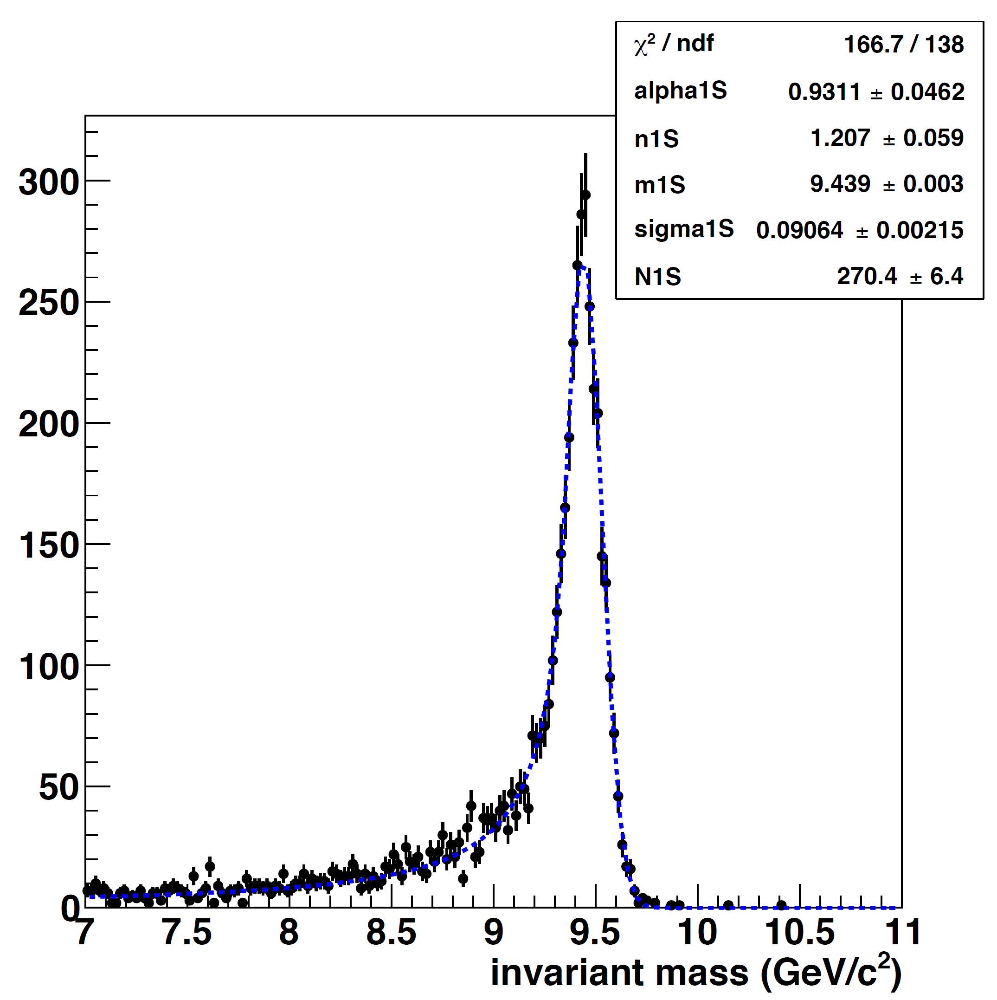 χ² / ndf 166.7 / 138
alpha1S 0.9311 ± 0.0462
n1S 1.207 ± 0.059
m1S 9.439 ± 0.003
sigma1S 0.09064 ± 0.00215
N1S 270.4 ± 6.4
300
250
200
150
100
50
0
7 7.5 8 8.5 9 9.5 10 10.5 11
invariant mass (GeV/c²)